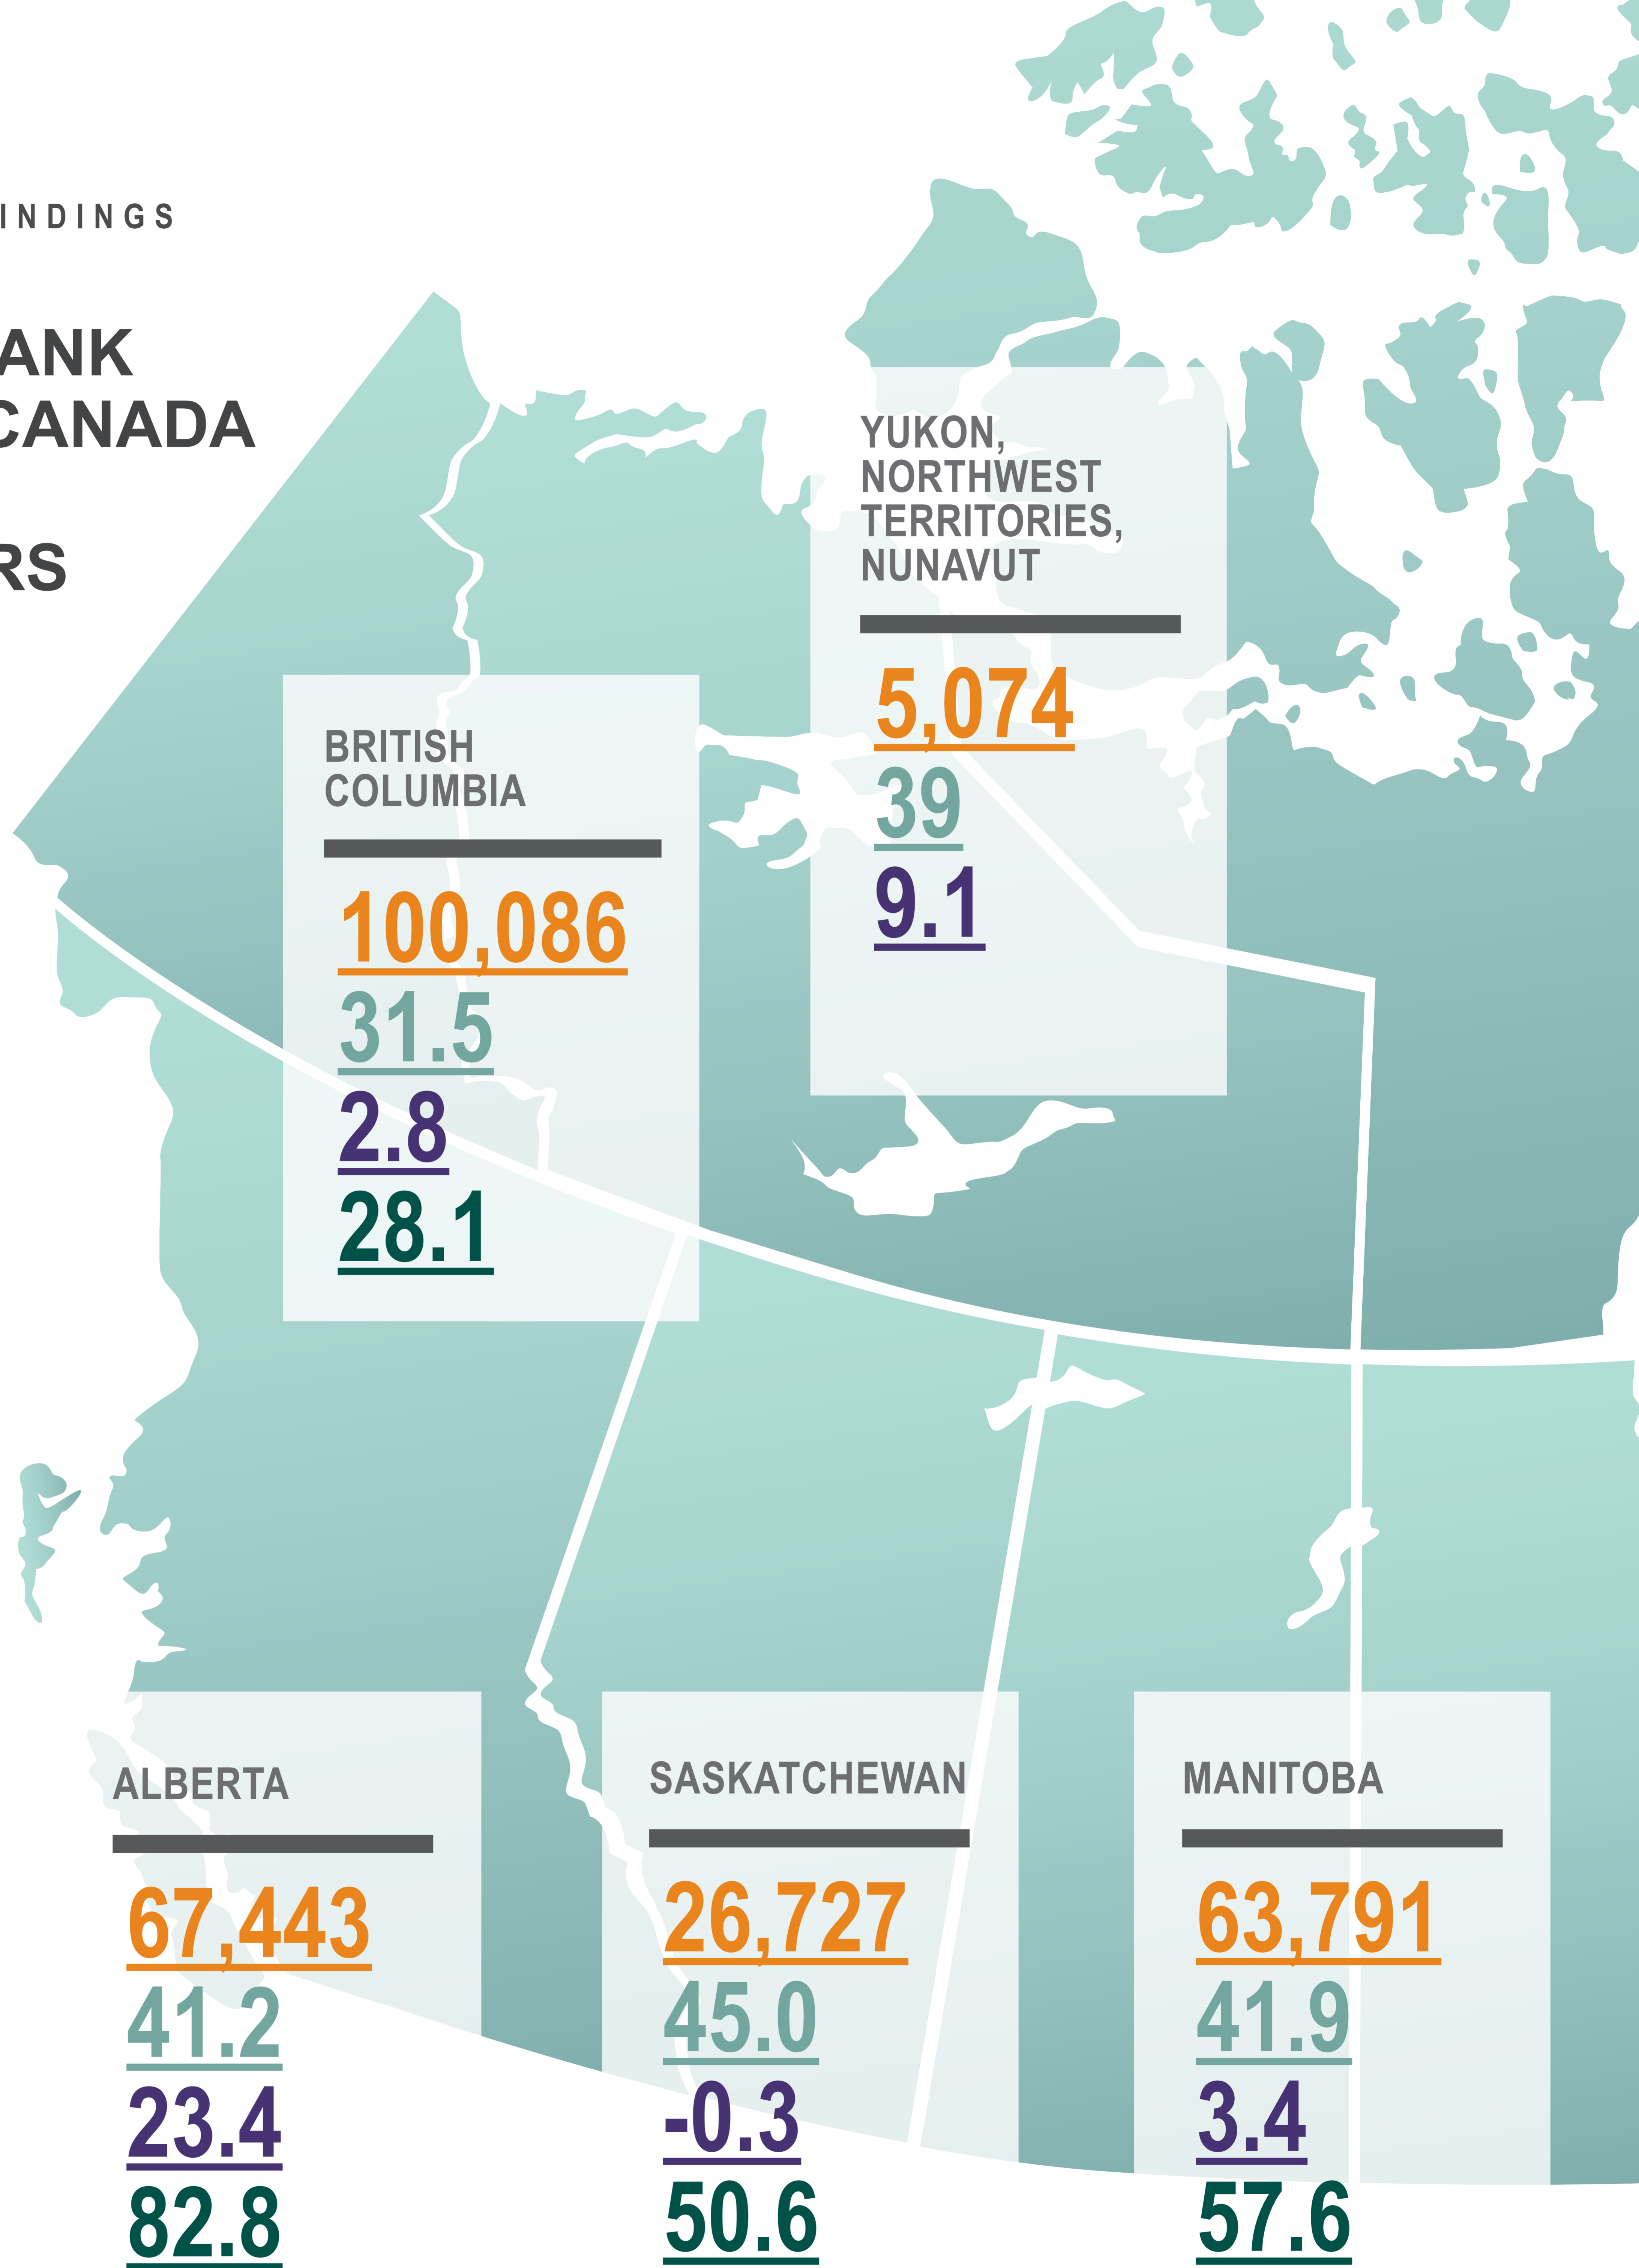 INDINGS
ANK
CANADA
RS
YUKON,
NORTHWEST
TERRITORIES,
NUNAVUT
5,074
39
9.1
BRITISH
COLUMBIA
100,086
31.5
2.8
28.1
ALBERTA
67,443
41.2
23.4
82.8
SASKATCHEWAN
26,727
45.0
-0.3
50.6
MANITOBA
63,791
41.9
3.4
57.6